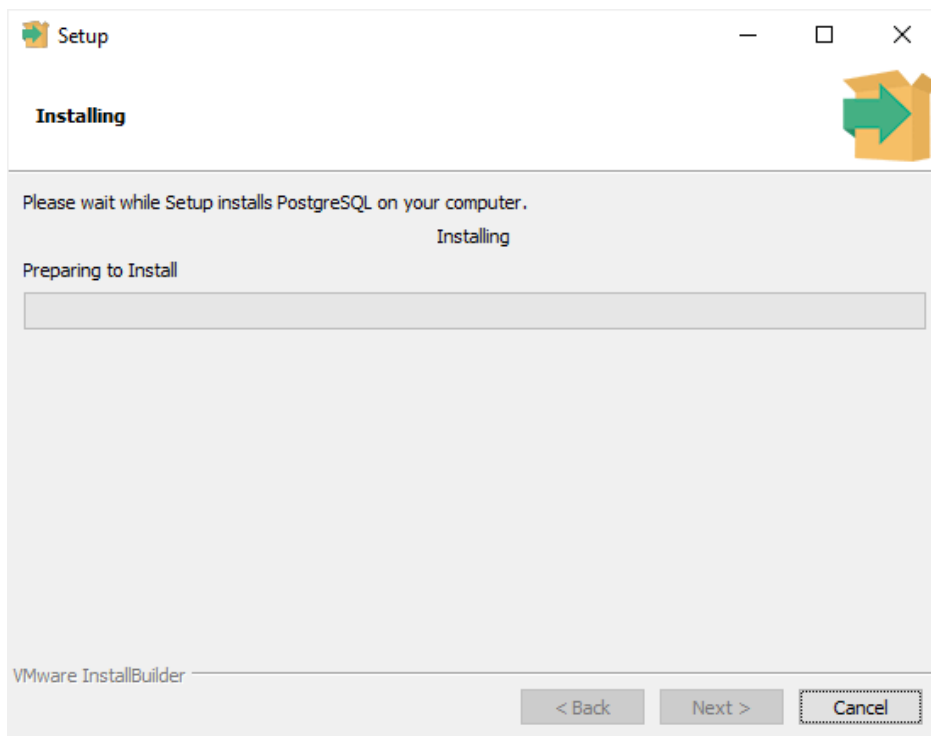 Setup
Installing
Please wait while Setup installs PostgreSQL on your computer.
Installing
Preparing to Install
VMware InstallBuilder
< Back
Next >
Cancel